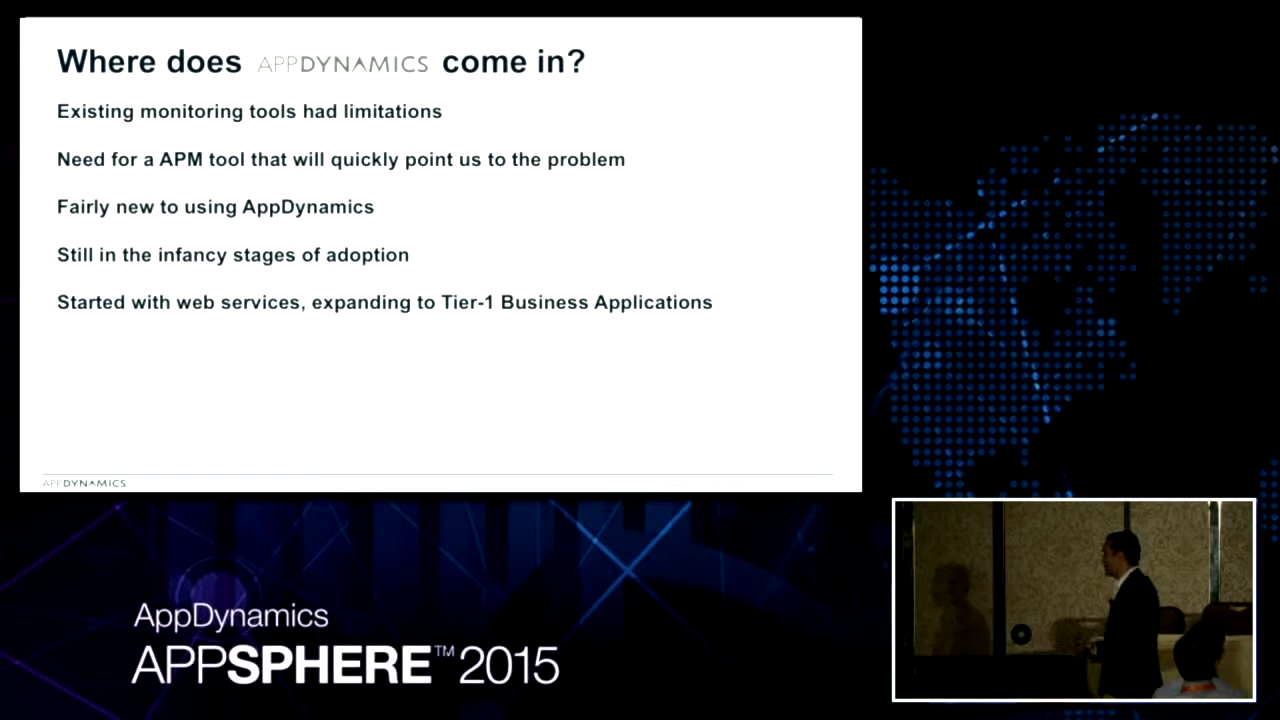 Where does APPDYNAMICS come in?
Existing monitoring tools had limitations
Need for a APM tool that will quickly point us to the problem
Fairly new to using AppDynamics
Still in the infancy stages of adoption
Started with web services, expanding to Tier-1 Business Applications
APPDYNAMICS
AppDynamics
APPSPHERE™ 2015